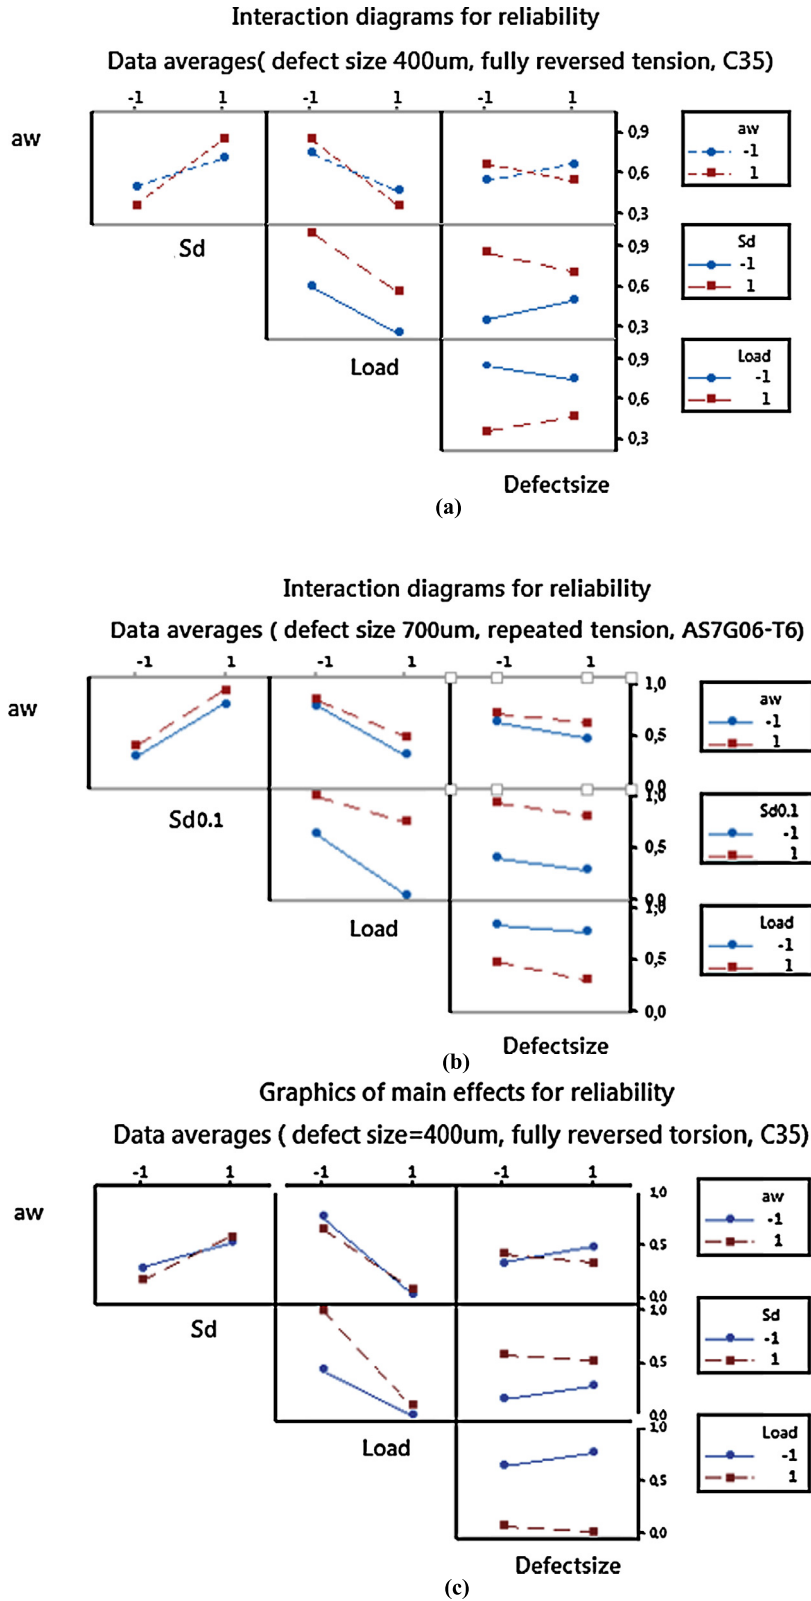 Interaction diagrams for reliability
Data averages( defect size 400um, fully reversed tension, C35)
-1 1 -1 1 -1 1
aw
0,9
0,6
0,3
aw
-1
1
Sd
0,9
0,6
0,3
Sd
-1
1
Load
0,9
0,6
0,3
Load
-1
1
Defectsize
(a)
Interaction diagrams for reliability
Data averages ( defect size 700um, repeated tension, AS7G06-T6)
-1 1 -1 1 -1 1
aw
1,0
0,5
0,0
aw
-1
1
Sd0.1
1,0
0,5
0,0
Sd0.1
-1
1
Load
1,0
0,5
0,0
Load
-1
1
Defectsize
(b)
Graphics of main effects for reliability
Data averages ( defect size=400um, fully reversed torsion, C35)
-1 1 -1 1 -1 1
aw
1,0
0,5
0,0
aw
-1
1
Sd
1,0
0,5
0,0
Sd
-1
1
Load
1,0
0,5
0,0
Load
-1
1
Defectsize
(c)